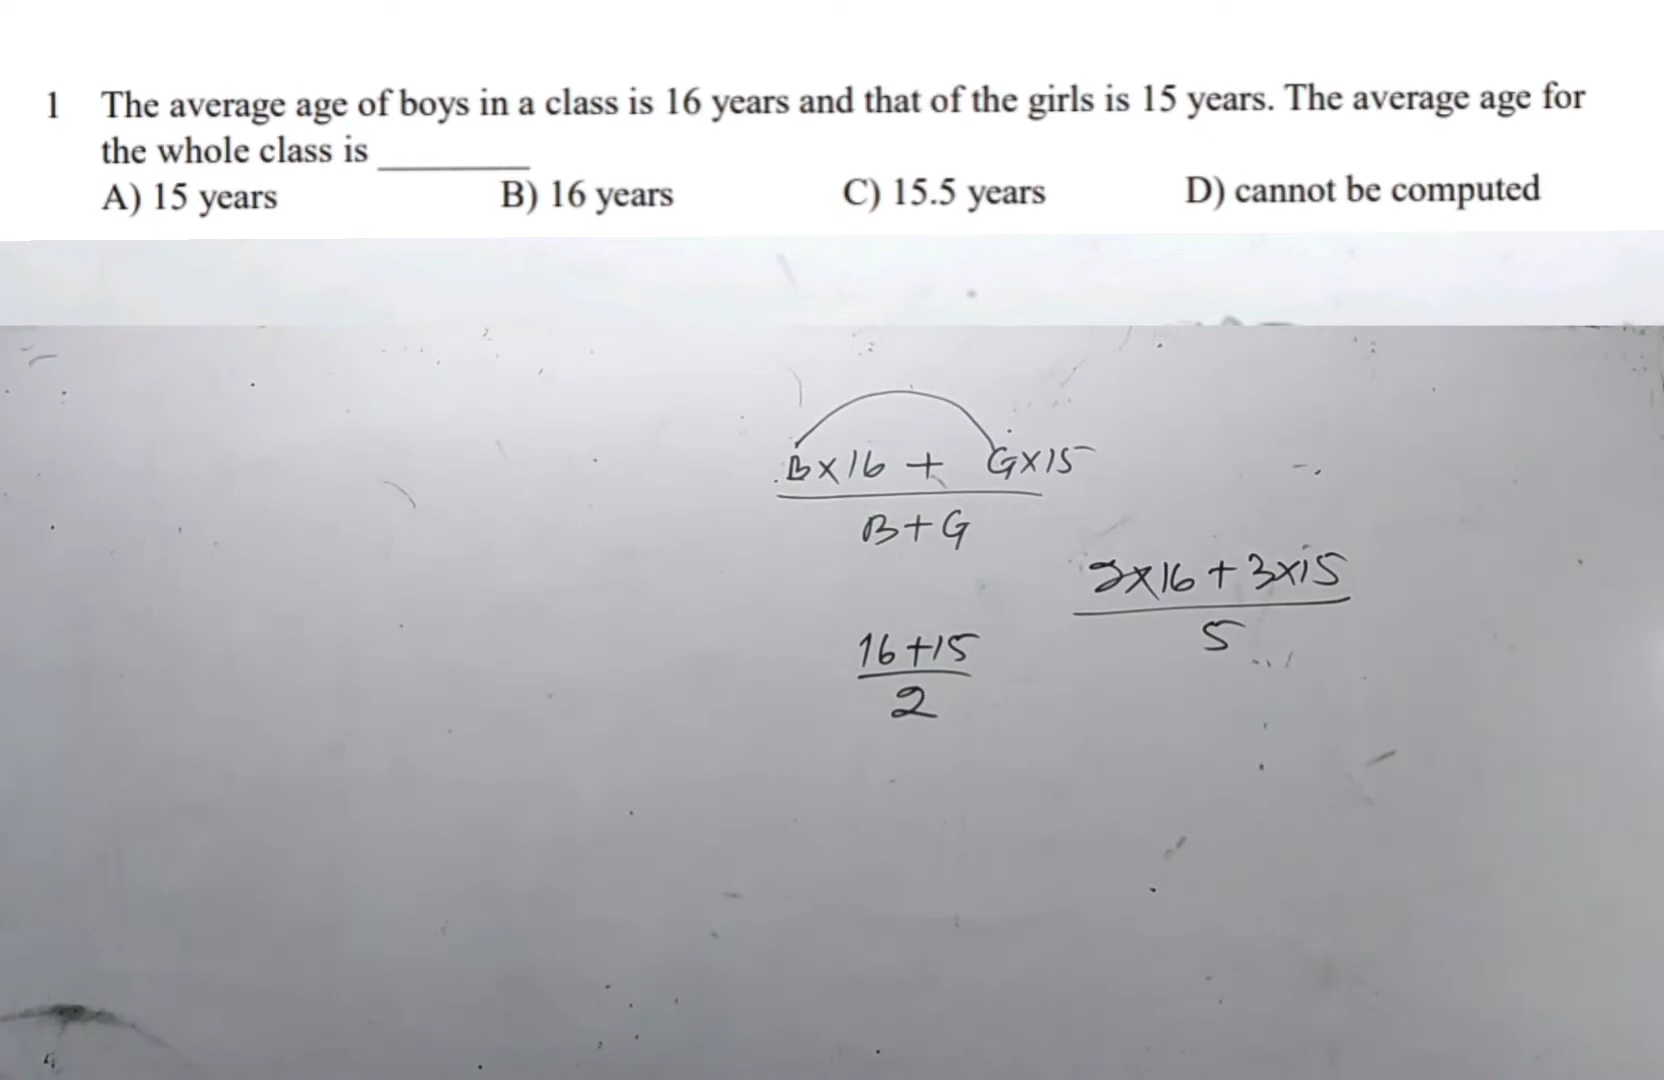 1 The average age of boys in a class is 16 years and that of the girls is 15 years. The average age for
the whole class is ________
A) 15 years B) 16 years C) 15.5 years D) cannot be computed
B×16 + G×15
B+G
2×16+3×15
5
16+15
2